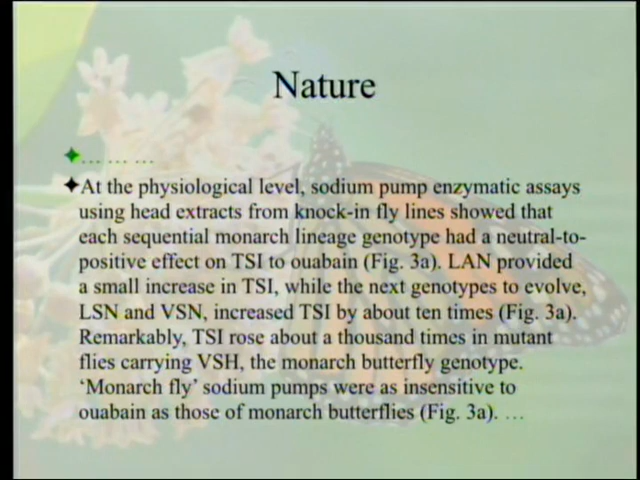 Nature
… … …
At the physiological level, sodium pump enzymatic assays
using head extracts from knock-in fly lines showed that
each sequential monarch lineage genotype had a neutral-to-
positive effect on TSI to ouabain (Fig. 3a). LAN provided
a small increase in TSI, while the next genotypes to evolve,
LSN and VSN, increased TSI by about ten times (Fig. 3a).
Remarkably, TSI rose about a thousand times in mutant
flies carrying VSH, the monarch butterfly genotype.
‘Monarch fly’ sodium pumps were as insensitive to
ouabain as those of monarch butterflies (Fig. 3a). …